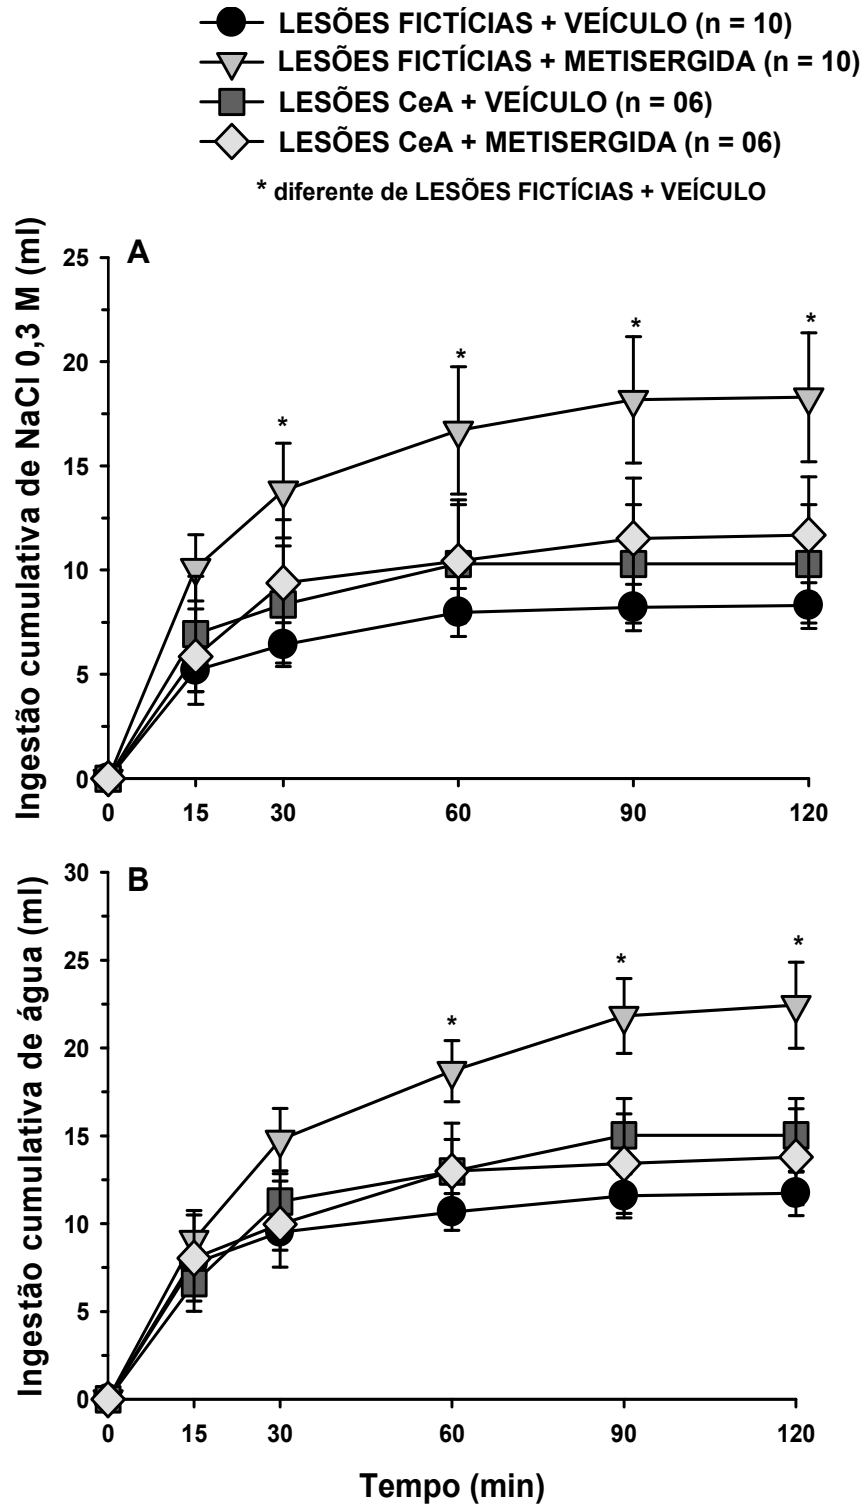 LESÕES FICTÍCIAS + VEÍCULO (n = 10)
LESÕES FICTÍCIAS + METISERGIDA (n = 10)
LESÕES CeA + VEÍCULO (n = 06)
LESÕES CeA + METISERGIDA (n = 06)
* diferente de LESÕES FICTÍCIAS + VEÍCULO
A
Ingestão cumulativa de NaCl 0,3 M (ml)
25
20
15
10
5
0
* * * *
0 15 30 60 90 120
B
Ingestão cumulativa de água (ml)
30
25
20
15
10
5
0
* * *
0 15 30 60 90 120
Tempo (min)